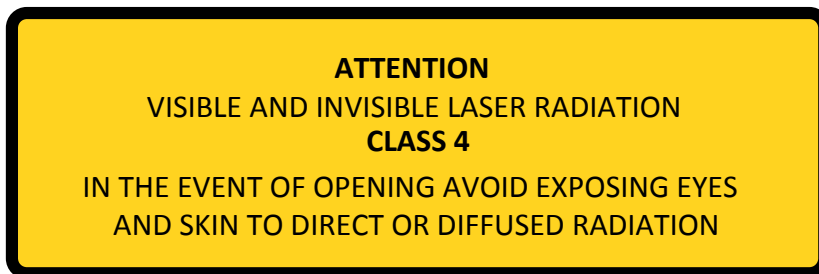 ATTENTION
VISIBLE AND INVISIBLE LASER RADIATION
CLASS 4
IN THE EVENT OF OPENING AVOID EXPOSING EYES
AND SKIN TO DIRECT OR DIFFUSED RADIATION